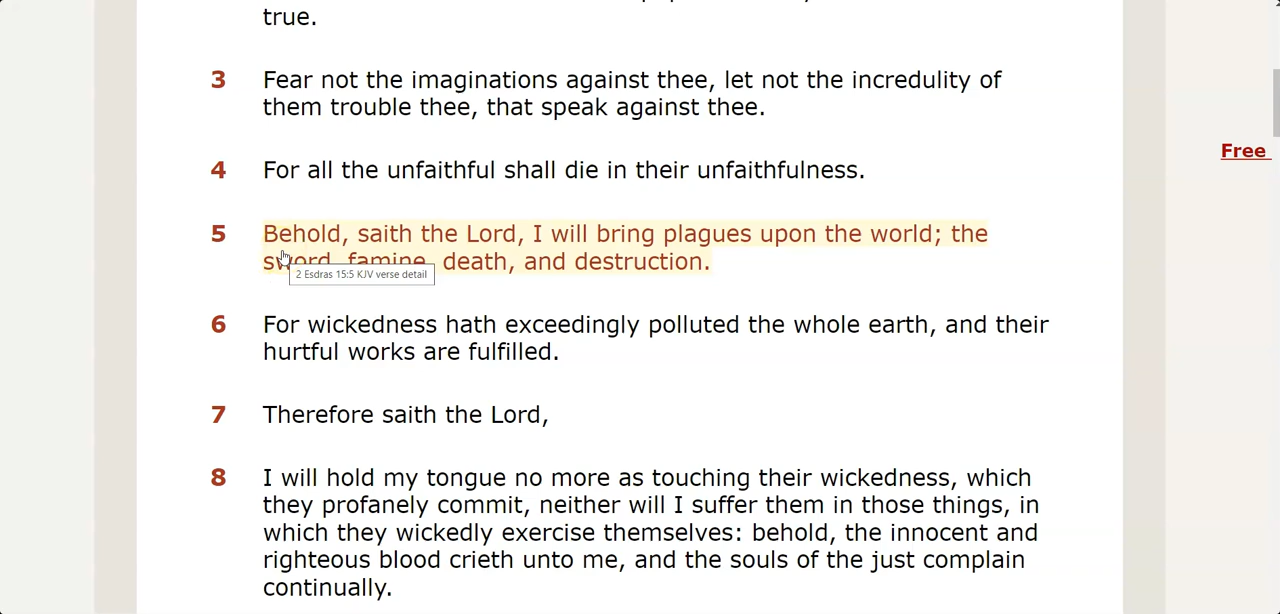 true.
3 Fear not the imaginations against thee, let not the incredulity of
them trouble thee, that speak against thee.
Free
4 For all the unfaithful shall die in their unfaithfulness.
5 Behold, saith the Lord, I will bring plagues upon the world; the
sword, famine, death, and destruction.
2 Esdras 15:5 KJV verse detail
6 For wickedness hath exceedingly polluted the whole earth, and their
hurtful works are fulfilled.
7 Therefore saith the Lord,
8 I will hold my tongue no more as touching their wickedness, which
they profanely commit, neither will I suffer them in those things, in
which they wickedly exercise themselves: behold, the innocent and
righteous blood crieth unto me, and the souls of the just complain
continually.